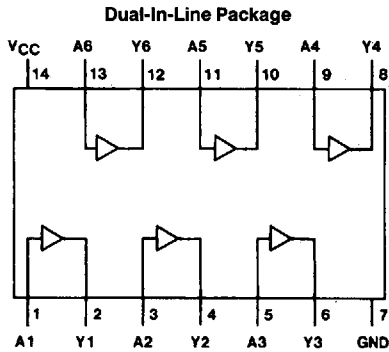 Dual-In-Line Package
VCC A6 Y6 A5 Y5 A4 Y4
14 13 12 11 10 9 8
1 2 3 4 5 6 7
A1 Y1 A2 Y2 A3 Y3 GND